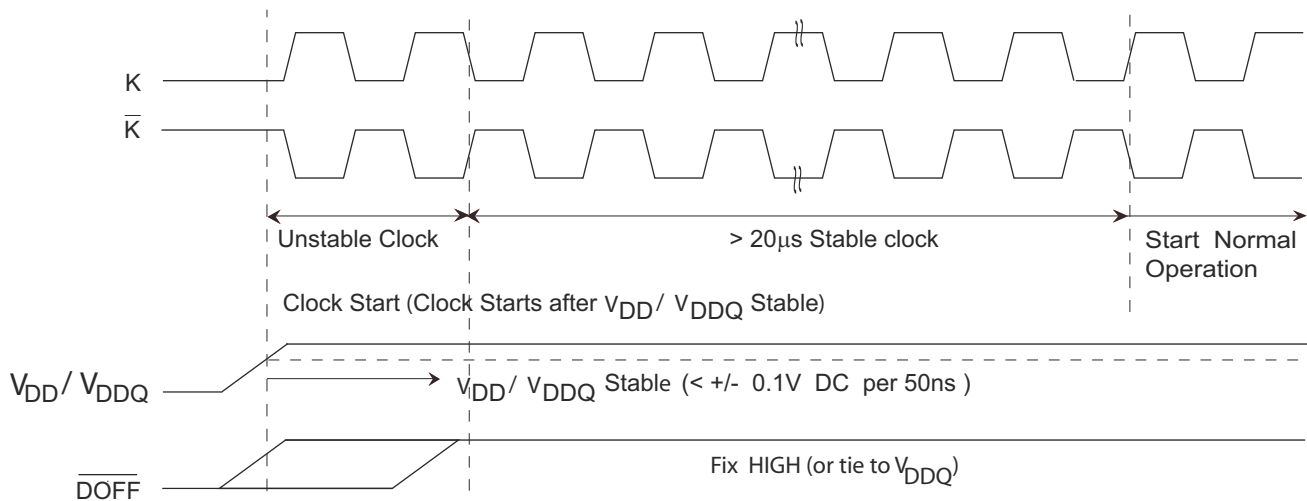 K
K̅
Unstable Clock
> 20μs Stable clock
Start Normal
Operation
Clock Start (Clock Starts after VDD / VDDQ Stable)
VDD / VDDQ
VDD / VDDQ Stable (< +/- 0.1V DC per 50ns )
D̅O̅F̅F̅
Fix HIGH (or tie to VDDQ)